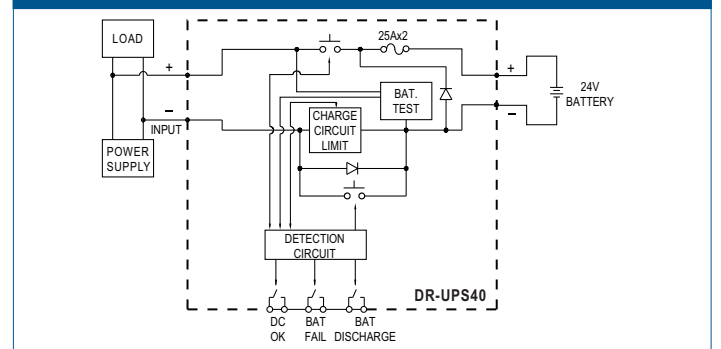 LOAD
25Ax2
+
+
BAT.
TEST
24V
BATTERY
–
–
INPUT
CHARGE
CIRCUIT
LIMIT
POWER
SUPPLY
DETECTION
CIRCUIT
DR-UPS40
DC
OK
BAT
FAIL
BAT
DISCHARGE